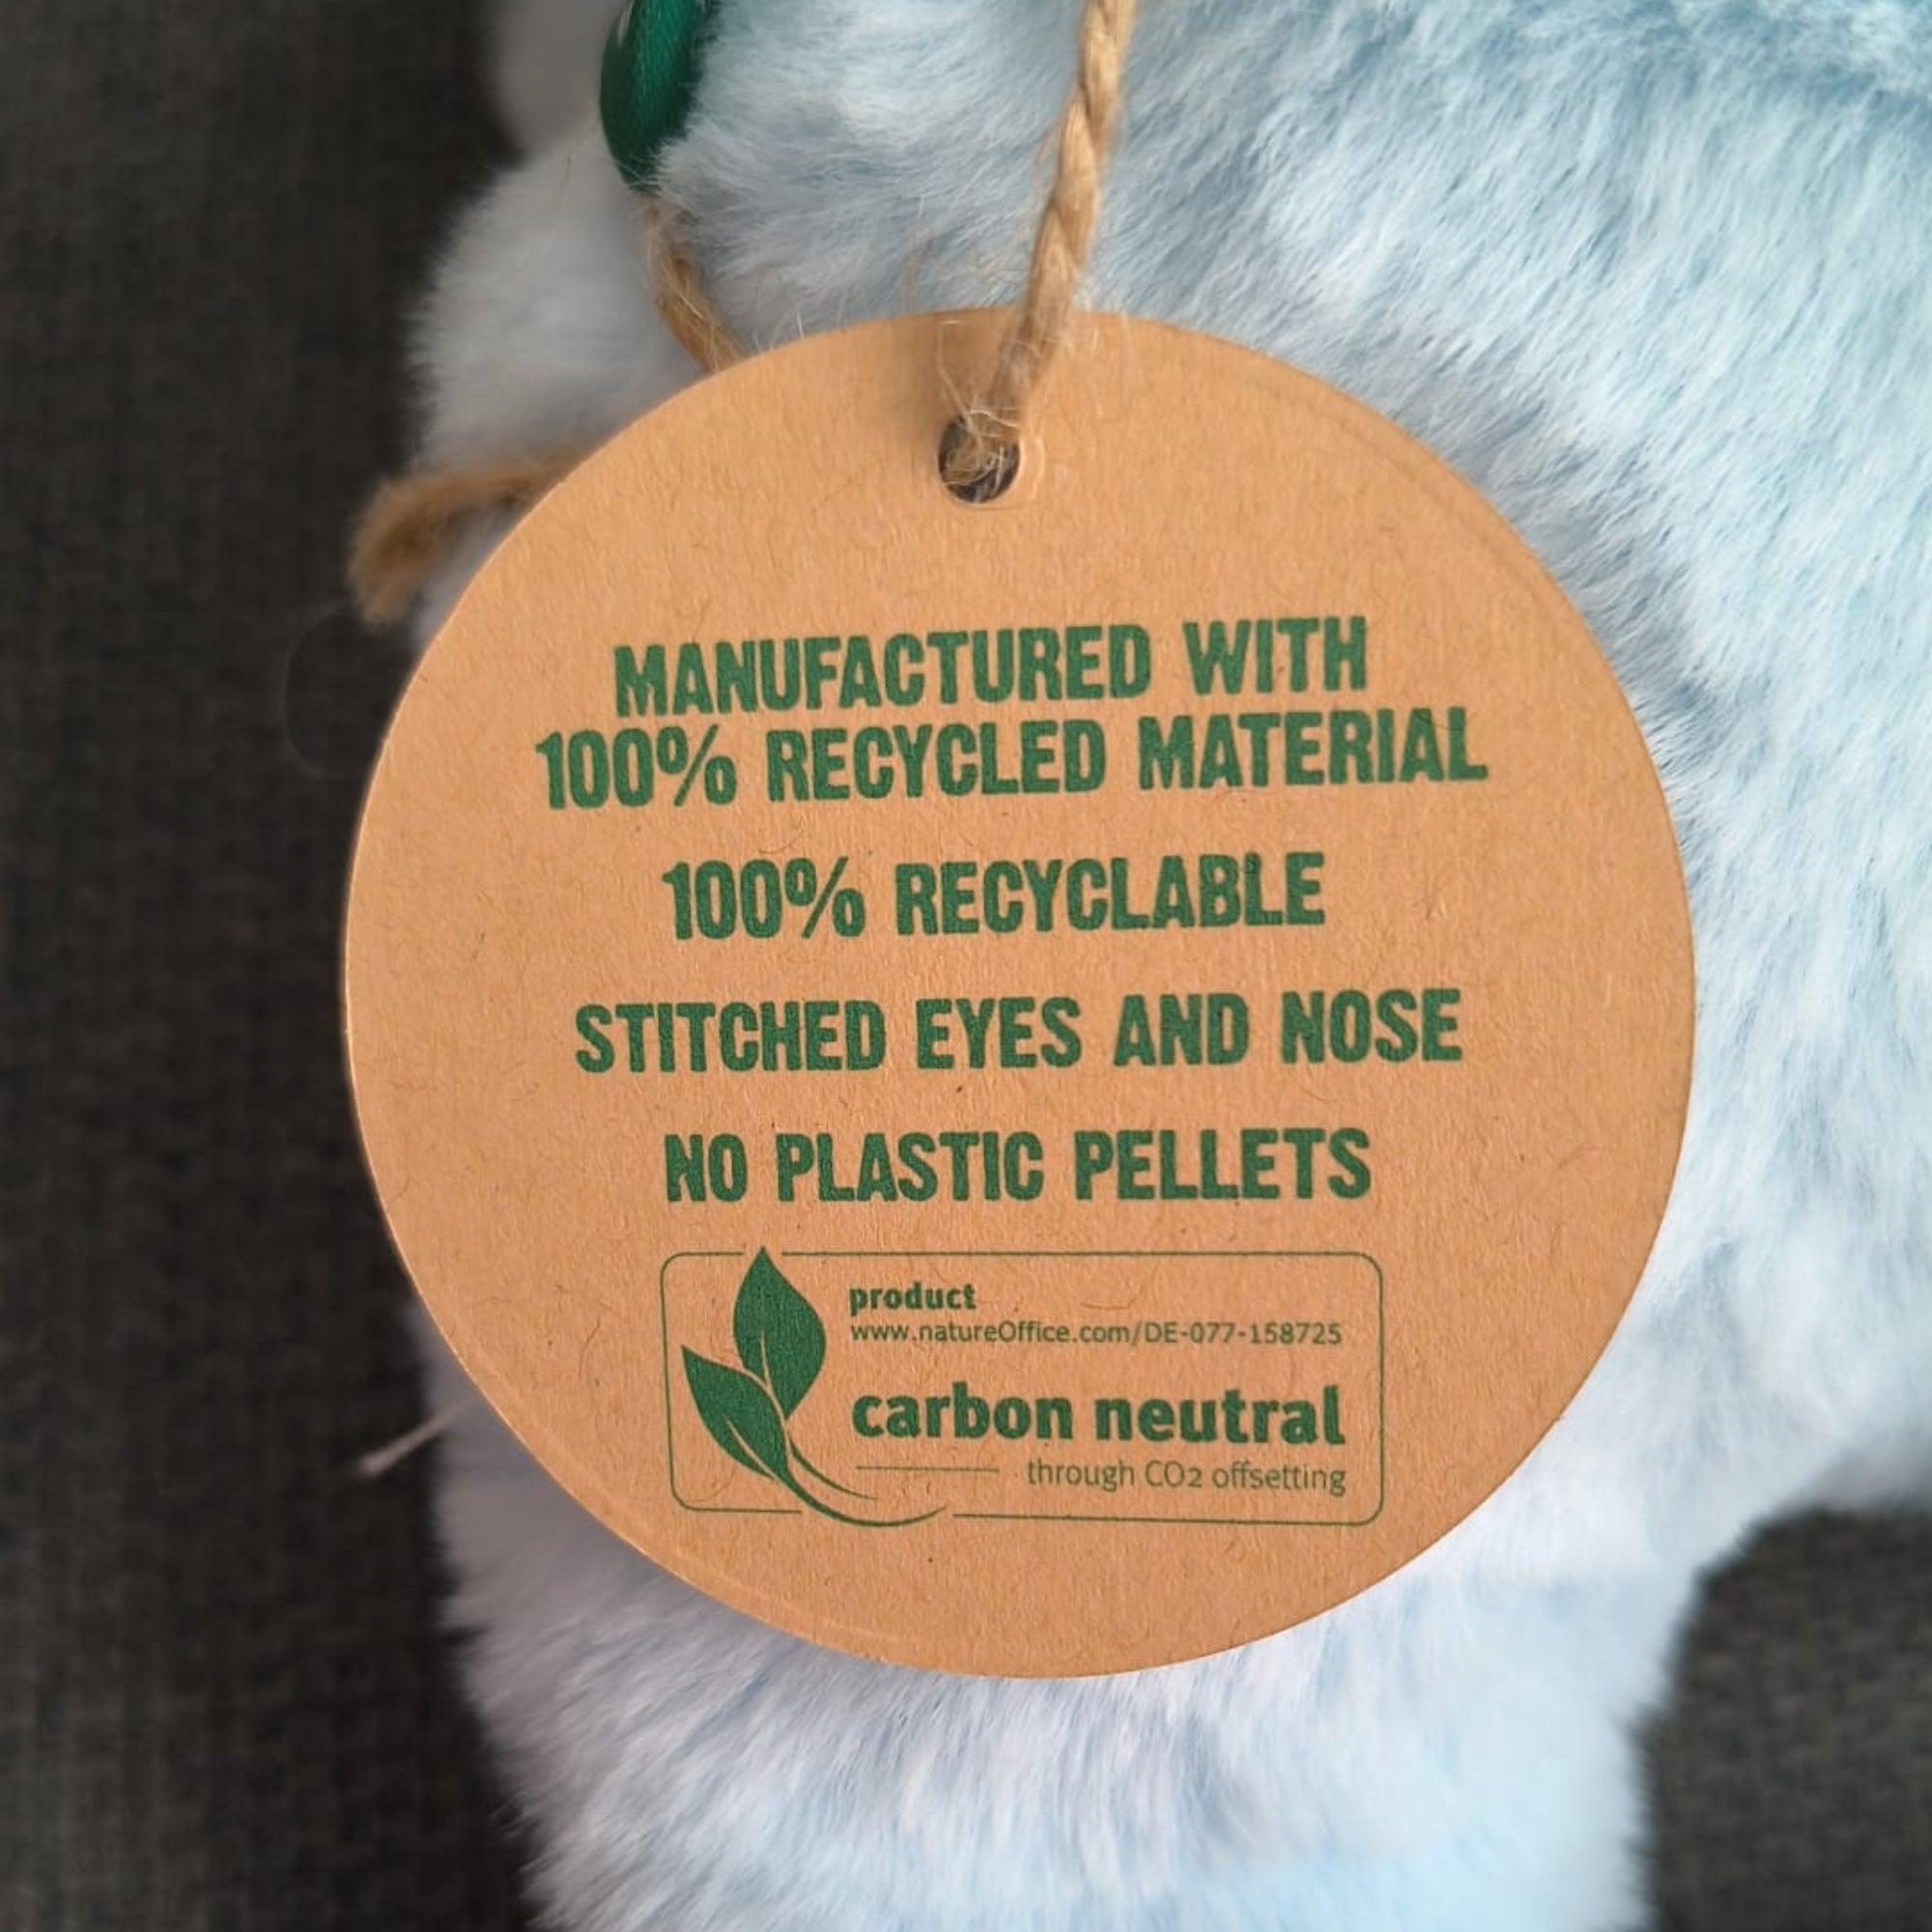 MANUFACTURED WITH
100% RECYCLED MATERIAL
100% RECYCLABLE
STITCHED EYES AND NOSE
NO PLASTIC PELLETS
product
www.natureOffice.com/DE-077-158725
carbon neutral
through CO2 offsetting